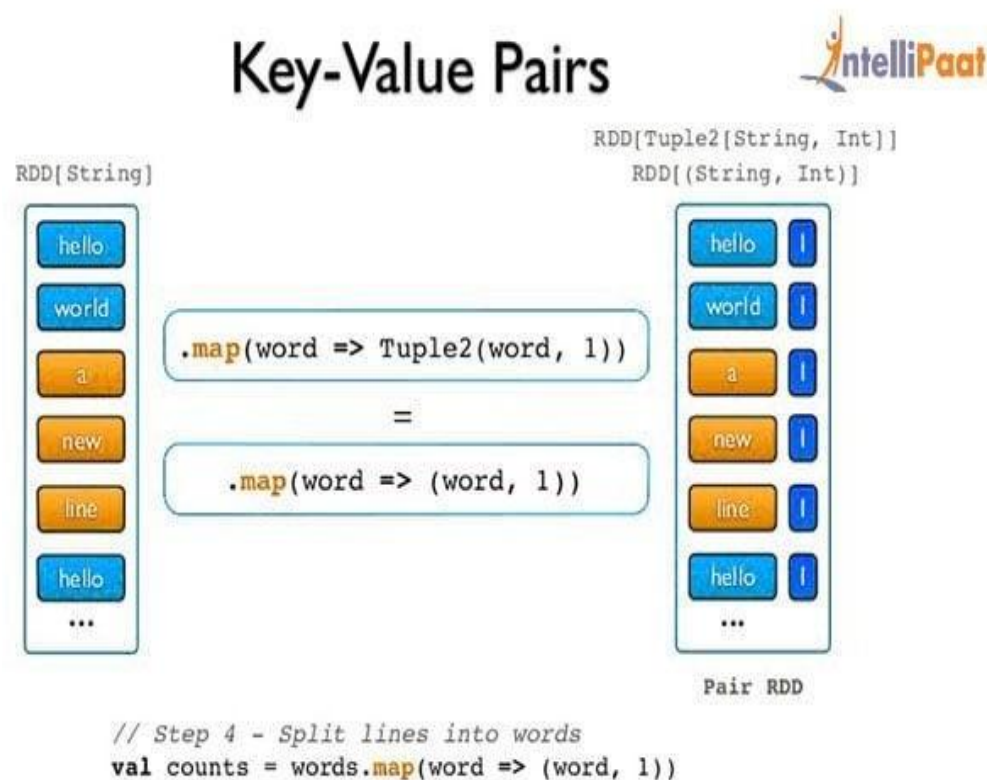 Key-Value Pairs
IntelliPaat
RDD[String]
hello
world
a
new
line
hello
...
.map(word => Tuple2(word, 1))
=
.map(word => (word, 1))
RDD[Tuple2[String, Int]]
RDD[(String, Int)]
hello 1
world 1
a 1
new 1
line 1
hello 1
...
Pair RDD
// Step 4 - Split lines into words
val counts = words.map(word => (word, 1))